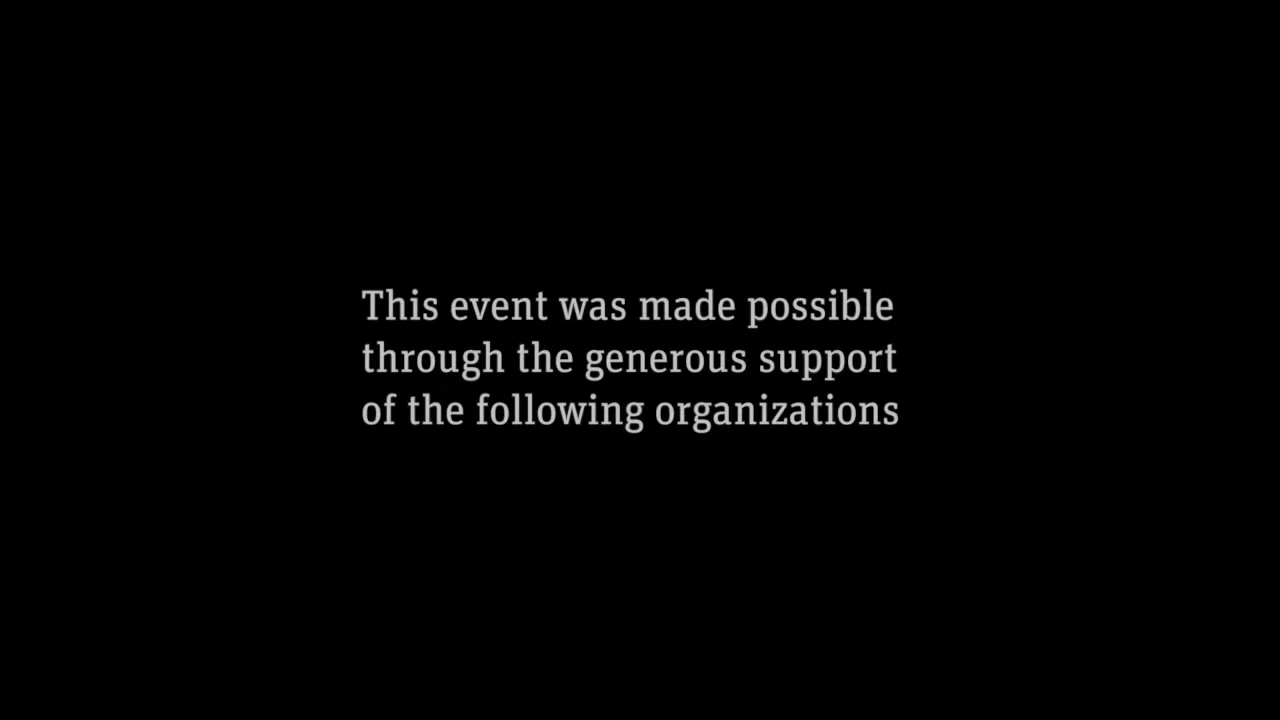 This event was made possible
through the generous support
of the following organizations